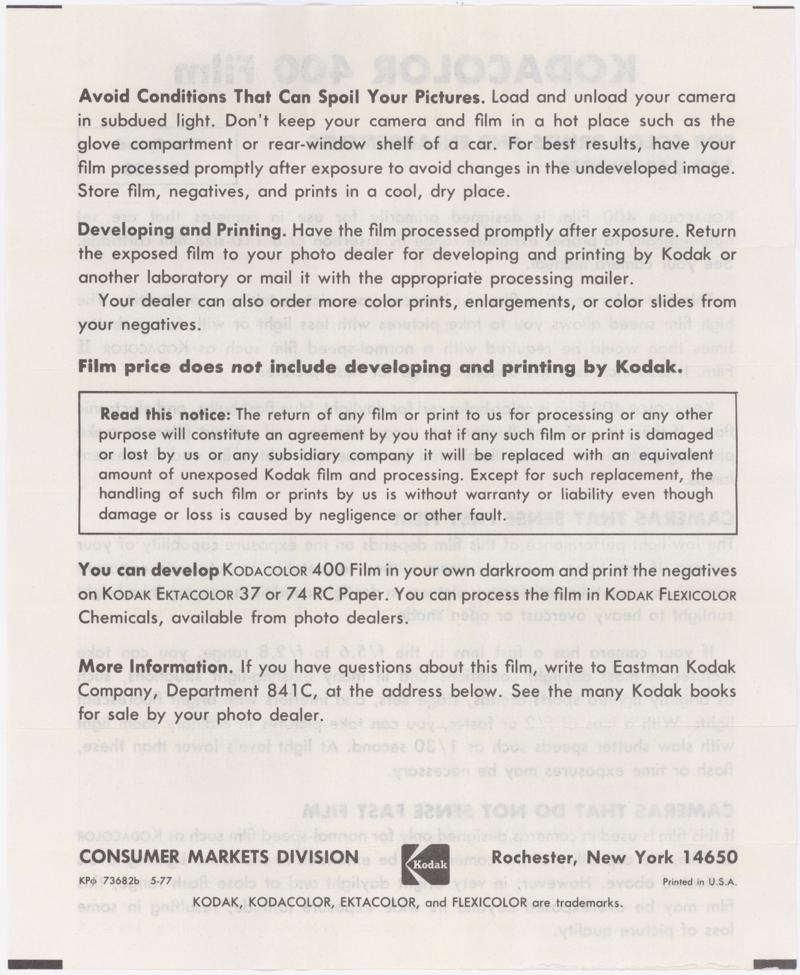 Avoid Conditions That Can Spoil Your Pictures. Load and unload your camera
in subdued light. Don't keep your camera and film in a hot place such as the
glove compartment or rear-window shelf of a car. For best results, have your
film processed promptly after exposure to avoid changes in the undeveloped image.
Store film, negatives, and prints in a cool, dry place.
Developing and Printing. Have the film processed promptly after exposure. Return
the exposed film to your photo dealer for developing and printing by Kodak or
another laboratory or mail it with the appropriate processing mailer.
Your dealer can also order more color prints, enlargements, or color slides from
your negatives.
Film price does not include developing and printing by Kodak.
Read this notice: The return of any film or print to us for processing or any other
purpose will constitute an agreement by you that if any such film or print is damaged
or lost by us or any subsidiary company it will be replaced with an equivalent
amount of unexposed Kodak film and processing. Except for such replacement, the
handling of such film or prints by us is without warranty or liability even though
damage or loss is caused by negligence or other fault.
You can develop KODACOLOR 400 Film in your own darkroom and print the negatives
on KODAK EKTACOLOR 37 or 74 RC Paper. You can process the film in KODAK FLEXICOLOR
Chemicals, available from photo dealers.
More Information. If you have questions about this film, write to Eastman Kodak
Company, Department 841C, at the address below. See the many Kodak books
for sale by your photo dealer.
CONSUMER MARKETS DIVISION Kodak Rochester, New York 14650
KPφ 73682b 5-77 Printed in U.S.A.
KODAK, KODACOLOR, EKTACOLOR, and FLEXICOLOR are trademarks.